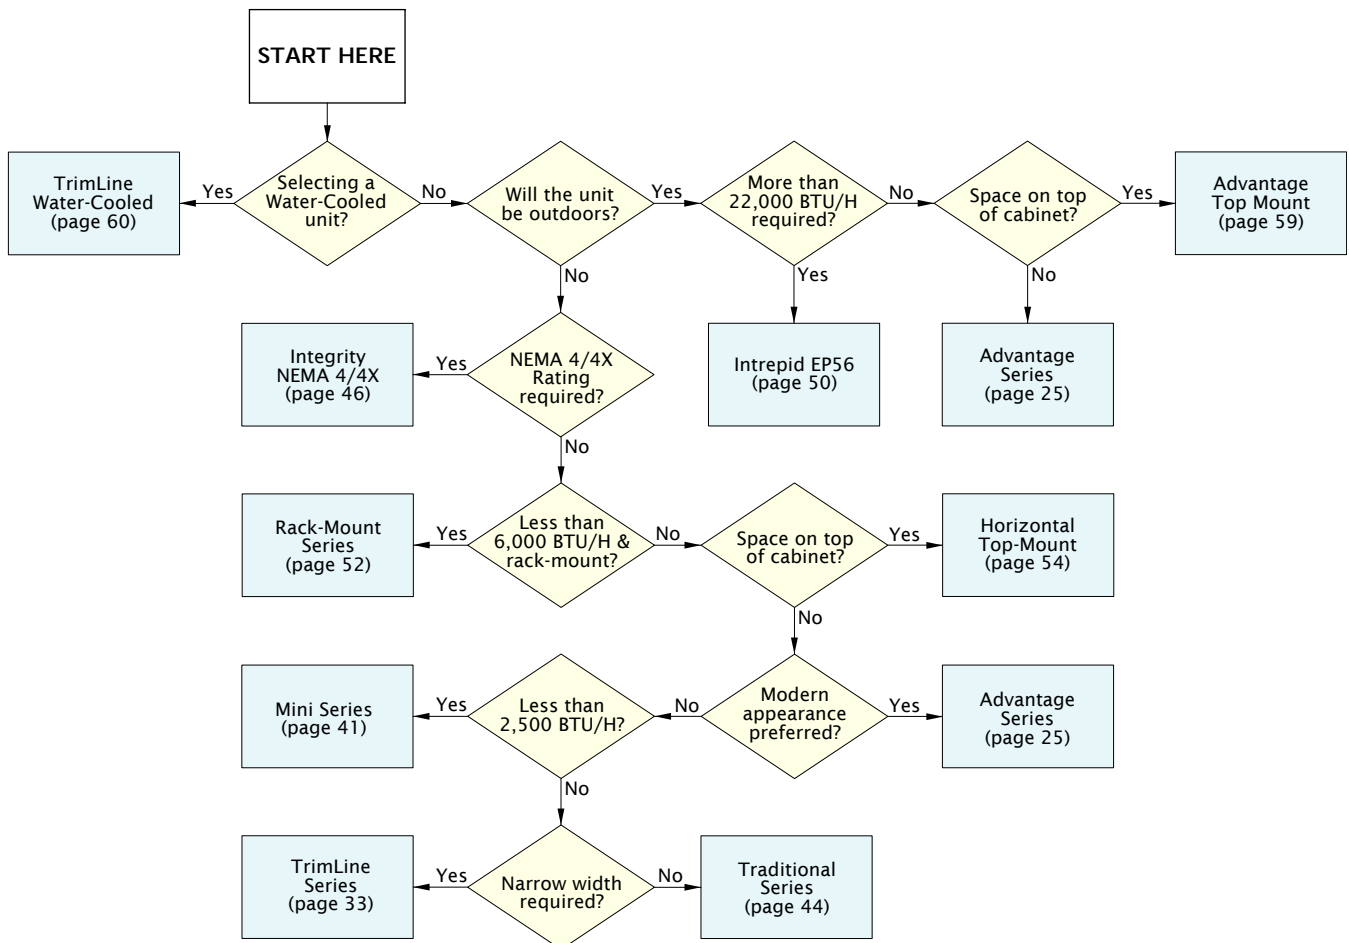 START HERE
TrimLine
Water-Cooled
(page 60)
Yes
Selecting a
Water-Cooled
unit?
No
Will the unit
be outdoors?
Yes
More than
22,000 BTU/H
required?
No
Space on top
of cabinet?
Yes
Advantage
Top Mount
(page 59)
No
Yes
No
Integrity
NEMA 4/4X
(page 46)
Yes
NEMA 4/4X
Rating
required?
Intrepid EP56
(page 50)
Advantage
Series
(page 25)
No
Rack-Mount
Series
(page 52)
Yes
Less than
6,000 BTU/H &
rack-mount?
No
Space on top
of cabinet?
Yes
Horizontal
Top-Mount
(page 54)
No
Mini Series
(page 41)
Yes
Less than
2,500 BTU/H?
No
Modern
appearance
preferred?
Yes
Advantage
Series
(page 25)
No
TrimLine
Series
(page 33)
Yes
Narrow width
required?
No
Traditional
Series
(page 44)